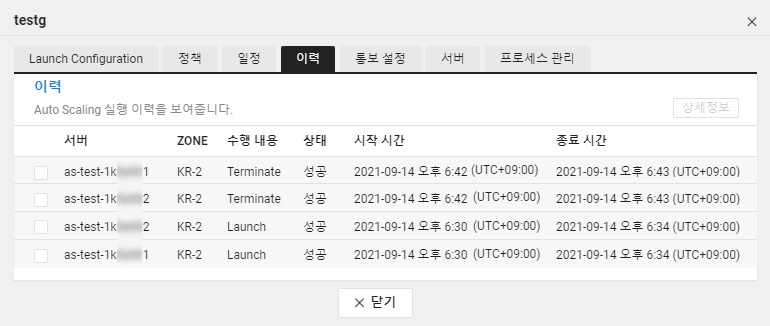 testg
Launch Configuration 정책 일정 이력 통보 설정 서버 프로세스 관리
이력
Auto Scaling 실행 이력을 보여줍니다. 상세정보
서버 ZONE 수행 내용 상태 시작 시간 종료 시간
as-test-1k 1 KR-2 Terminate 성공 2021-09-14 오후 6:42 (UTC+09:00) 2021-09-14 오후 6:43 (UTC+09:00)
as-test-1k 2 KR-2 Terminate 성공 2021-09-14 오후 6:42 (UTC+09:00) 2021-09-14 오후 6:43 (UTC+09:00)
as-test-1k 2 KR-2 Launch 성공 2021-09-14 오후 6:30 (UTC+09:00) 2021-09-14 오후 6:34 (UTC+09:00)
as-test-1k 1 KR-2 Launch 성공 2021-09-14 오후 6:30 (UTC+09:00) 2021-09-14 오후 6:34 (UTC+09:00)
닫기